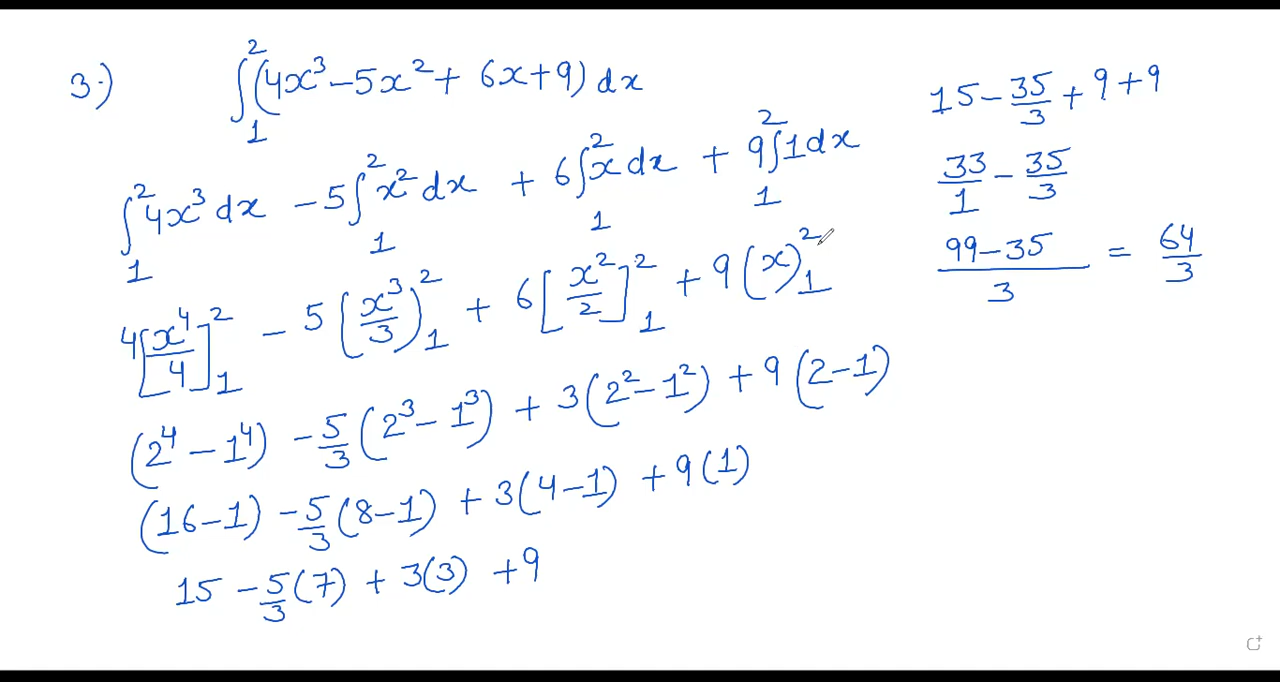 3.) ∫₁² (4x³ – 5x² + 6x + 9) dx
∫₁² 4x³ dx – 5 ∫₁² x² dx + 6 ∫₁² x dx + 9 ∫₁² 1 dx
4[x⁴/4]₁² – 5(x³/3)₁² + 6[x²/2]₁² + 9(x)₁²
(2⁴ – 1⁴) – 5/3 (2³ – 1³) + 3(2² – 1²) + 9(2 – 1)
(16 – 1) – 5/3 (8 – 1) + 3(4 – 1) + 9(1)
15 – 5/3 (7) + 3(3) + 9
15 – 35/3 + 9 + 9
33/1 – 35/3
(99 – 35)/3 = 64/3